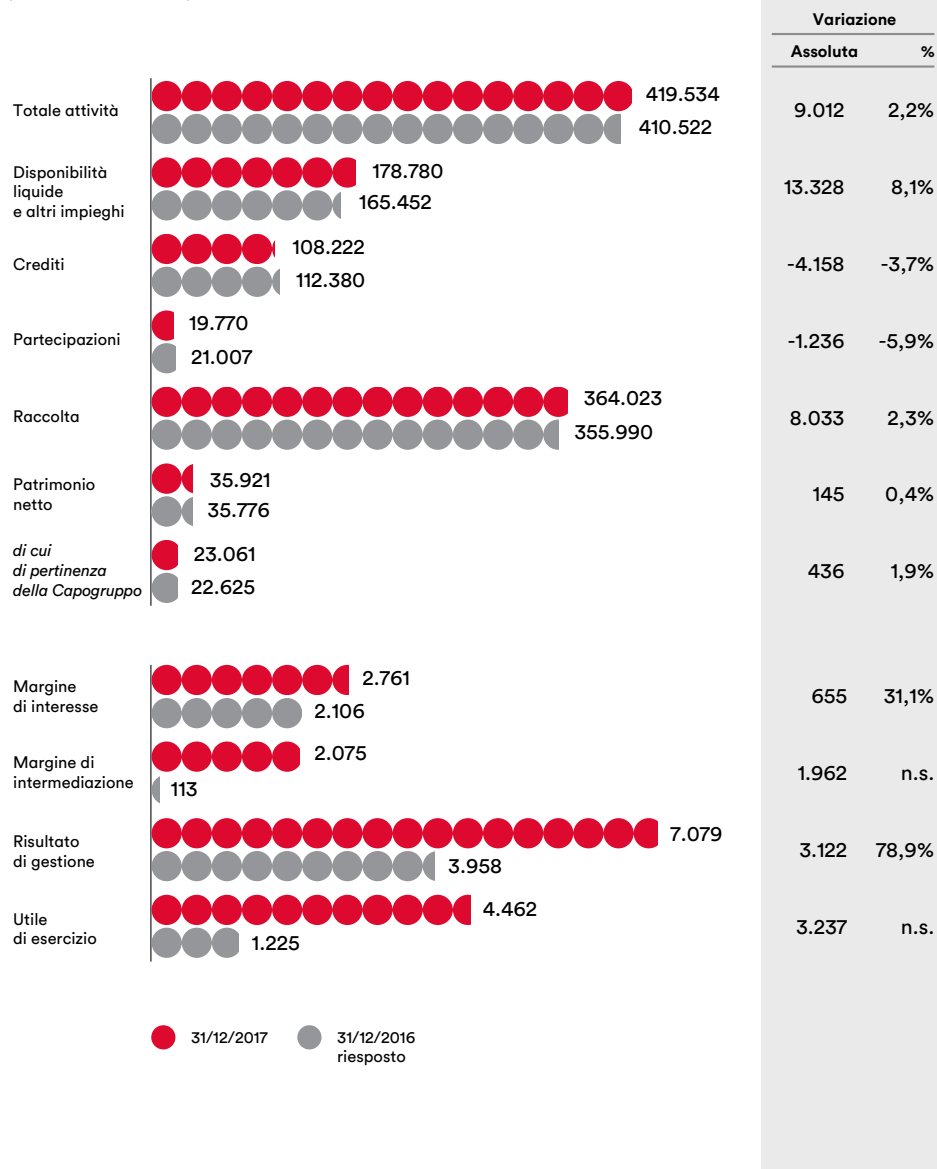 Variazione
Assoluta %
Totale attività
419.534
410.522
9.012 2,2%
Disponibilità
liquide
e altri impieghi
178.780
165.452
13.328 8,1%
Crediti
108.222
112.380
-4.158 -3,7%
Partecipazioni
19.770
21.007
-1.236 -5,9%
Raccolta
364.023
355.990
8.033 2,3%
Patrimonio
netto
35.921
35.776
145 0,4%
di cui
di pertinenza
della Capogruppo
23.061
22.625
436 1,9%
Margine
di interesse
2.761
2.106
655 31,1%
Margine di
intermediazione
2.075
113
1.962 n.s.
Risultato
di gestione
7.079
3.958
3.122 78,9%
Utile
di esercizio
4.462
1.225
3.237 n.s.
31/12/2017
31/12/2016
riesposto